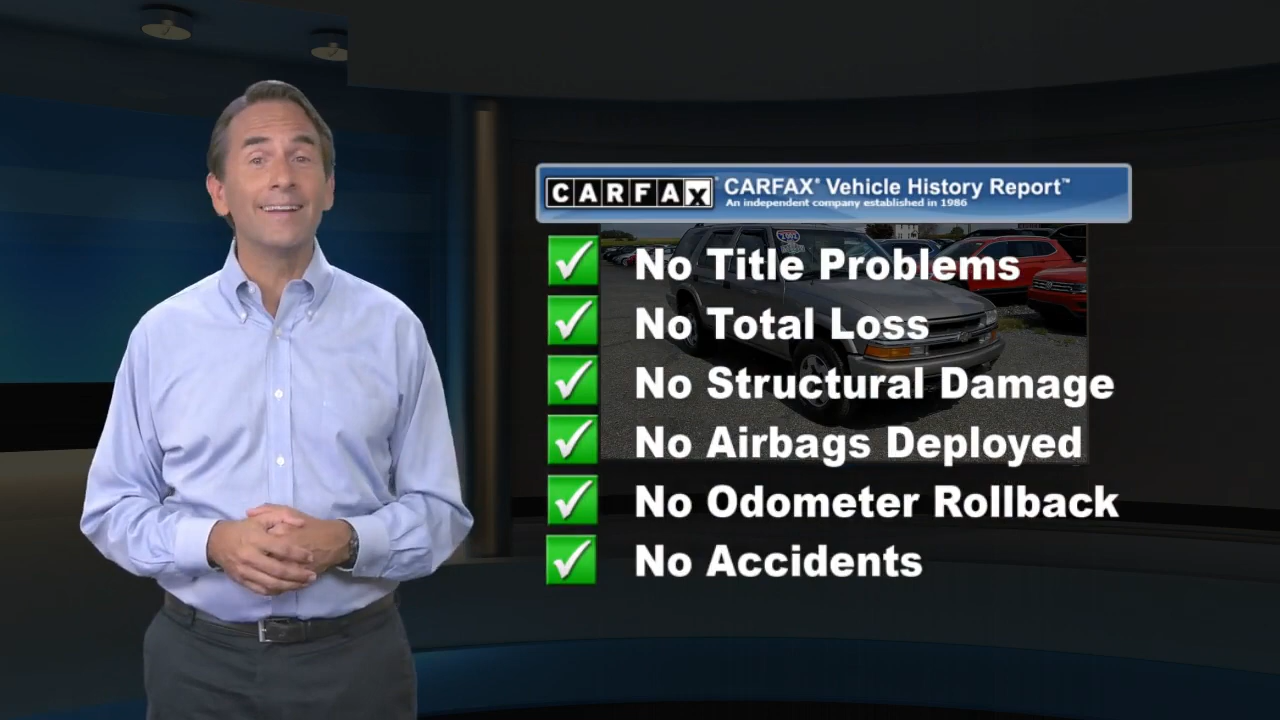 CARFAX CARFAX® Vehicle History Report™
An independent company established in 1986
No Title Problems
No Total Loss
No Structural Damage
No Airbags Deployed
No Odometer Rollback
No Accidents